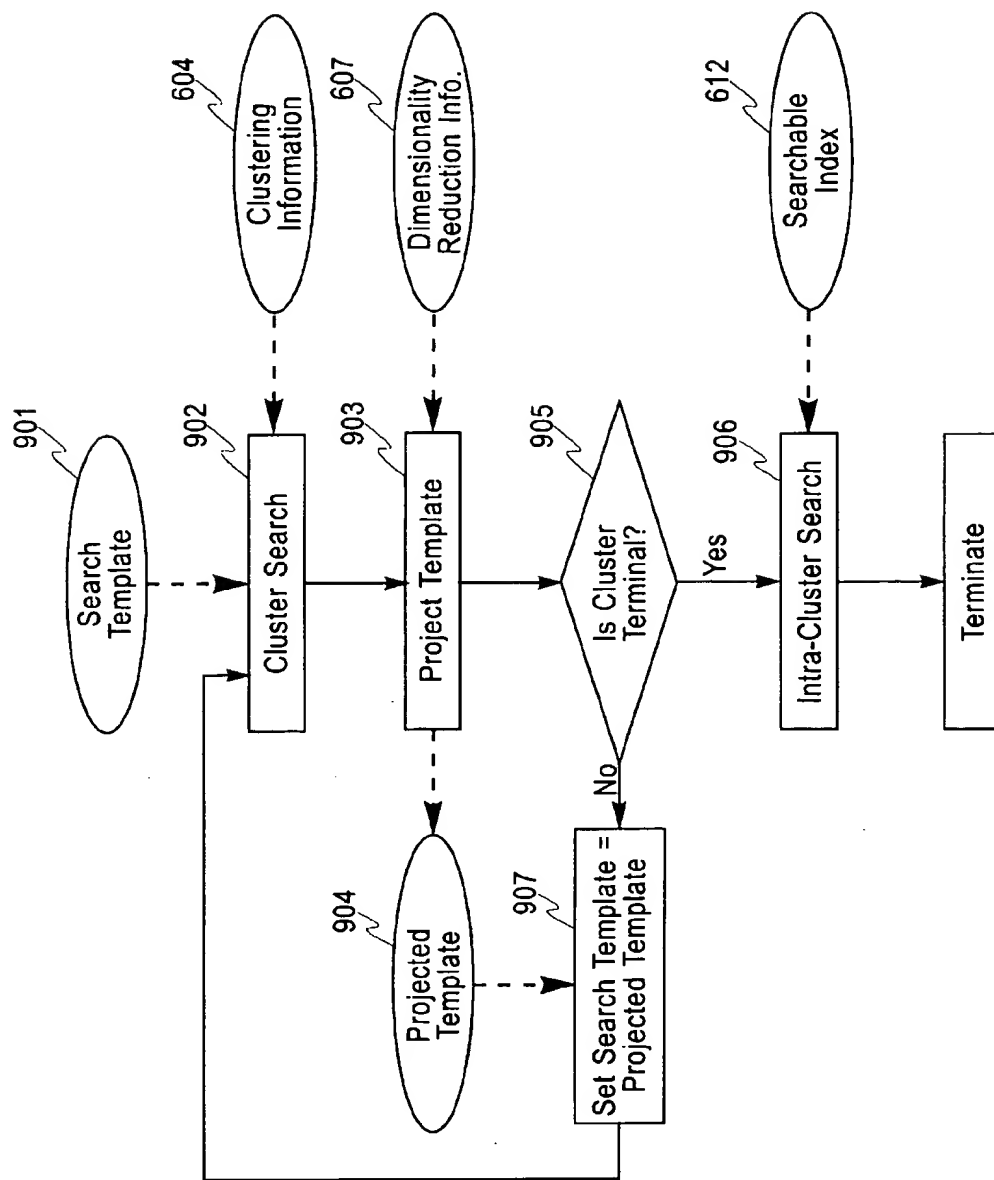 901
Search
Template
902
Cluster Search
604
Clustering
Information
903
Project Template
607
Dimensionality
Reduction Info.
904
Projected
Template
905
Is Cluster
Terminal?
No
Yes
907
Set Search Template =
Projected Template
906
Intra-Cluster Search
612
Searchable
Index
Terminate